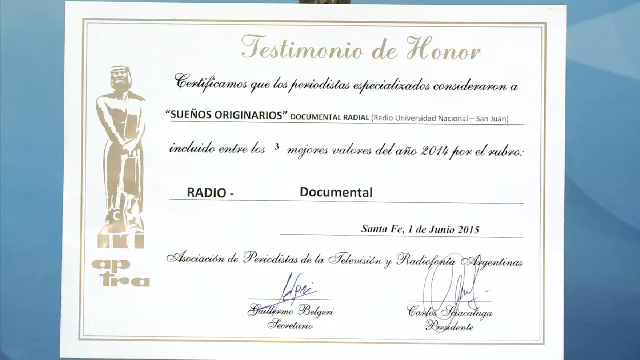 Testimonio de Honor
Certificamos que los periodistas especializados consideraron a
"SUEÑOS ORIGINARIOS" DOCUMENTAL RADIAL (Radio Universidad Nacional – San Juan)
incluido entre los 3 mejores valores del año 2014 por el rubro:
RADIO - Documental
Santa Fe, 1 de Junio 2015
Asociación de Periodistas de la Televisión y Radiofonía Argentinas
ap
tra
Guillermo Belgeri
Secretario
Carlos Sciacaluga
Presidente